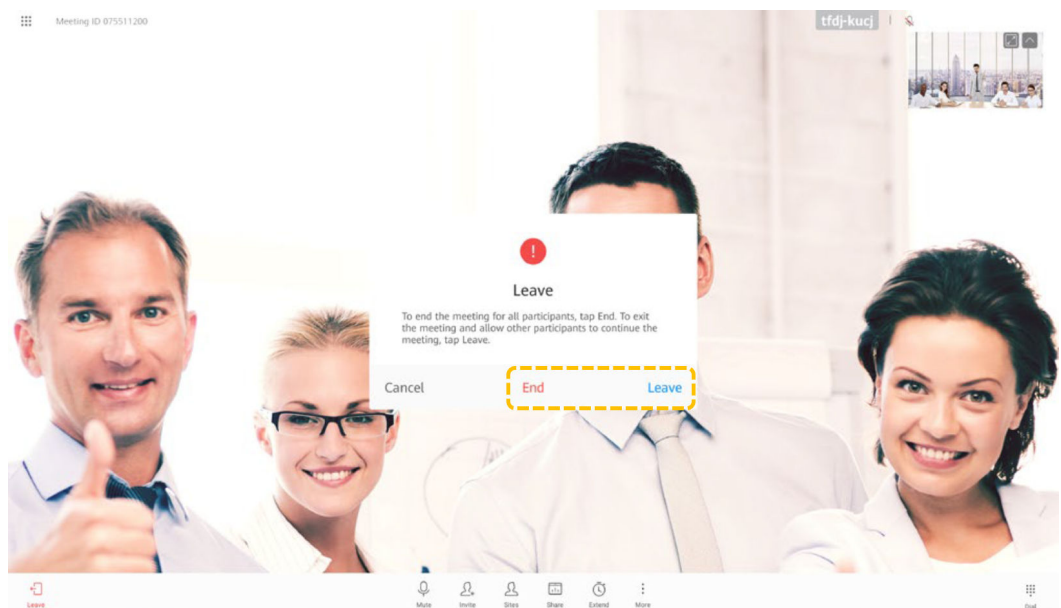 Meeting ID 075511200
tfdj-kucj
Leave
To end the meeting for all participants, tap End. To exit
the meeting and allow other participants to continue the
meeting, tap Leave.
Cancel End Leave
Leave Mute Invite Sites Share Extend More